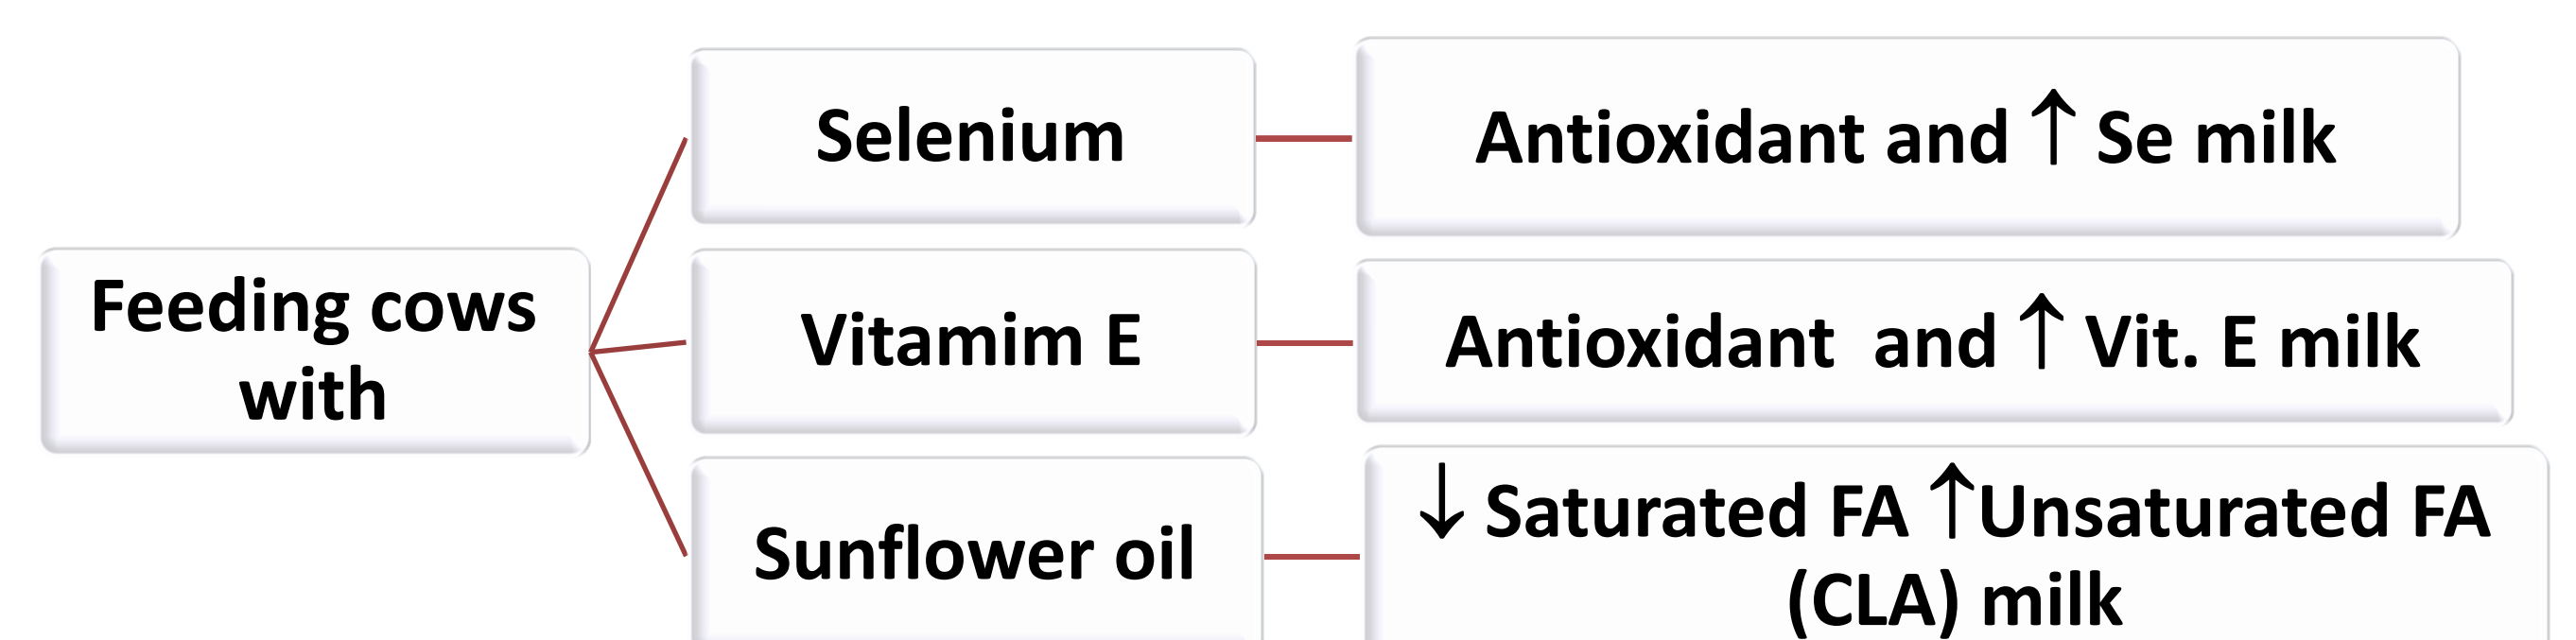 Feeding cows
with
Selenium
Antioxidant and ↑ Se milk
Vitamim E
Antioxidant and ↑ Vit. E milk
Sunflower oil
↓ Saturated FA ↑Unsaturated FA
(CLA) milk